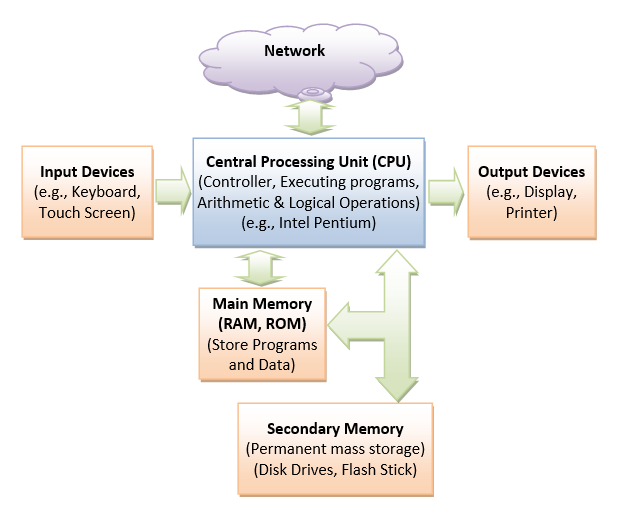 Network
Input Devices
(e.g., Keyboard,
Touch Screen)
Central Processing Unit (CPU)
(Controller, Executing programs,
Arithmetic & Logical Operations)
(e.g., Intel Pentium)
Output Devices
(e.g., Display,
Printer)
Main Memory
(RAM, ROM)
(Store Programs
and Data)
Secondary Memory
(Permanent mass storage)
(Disk Drives, Flash Stick)